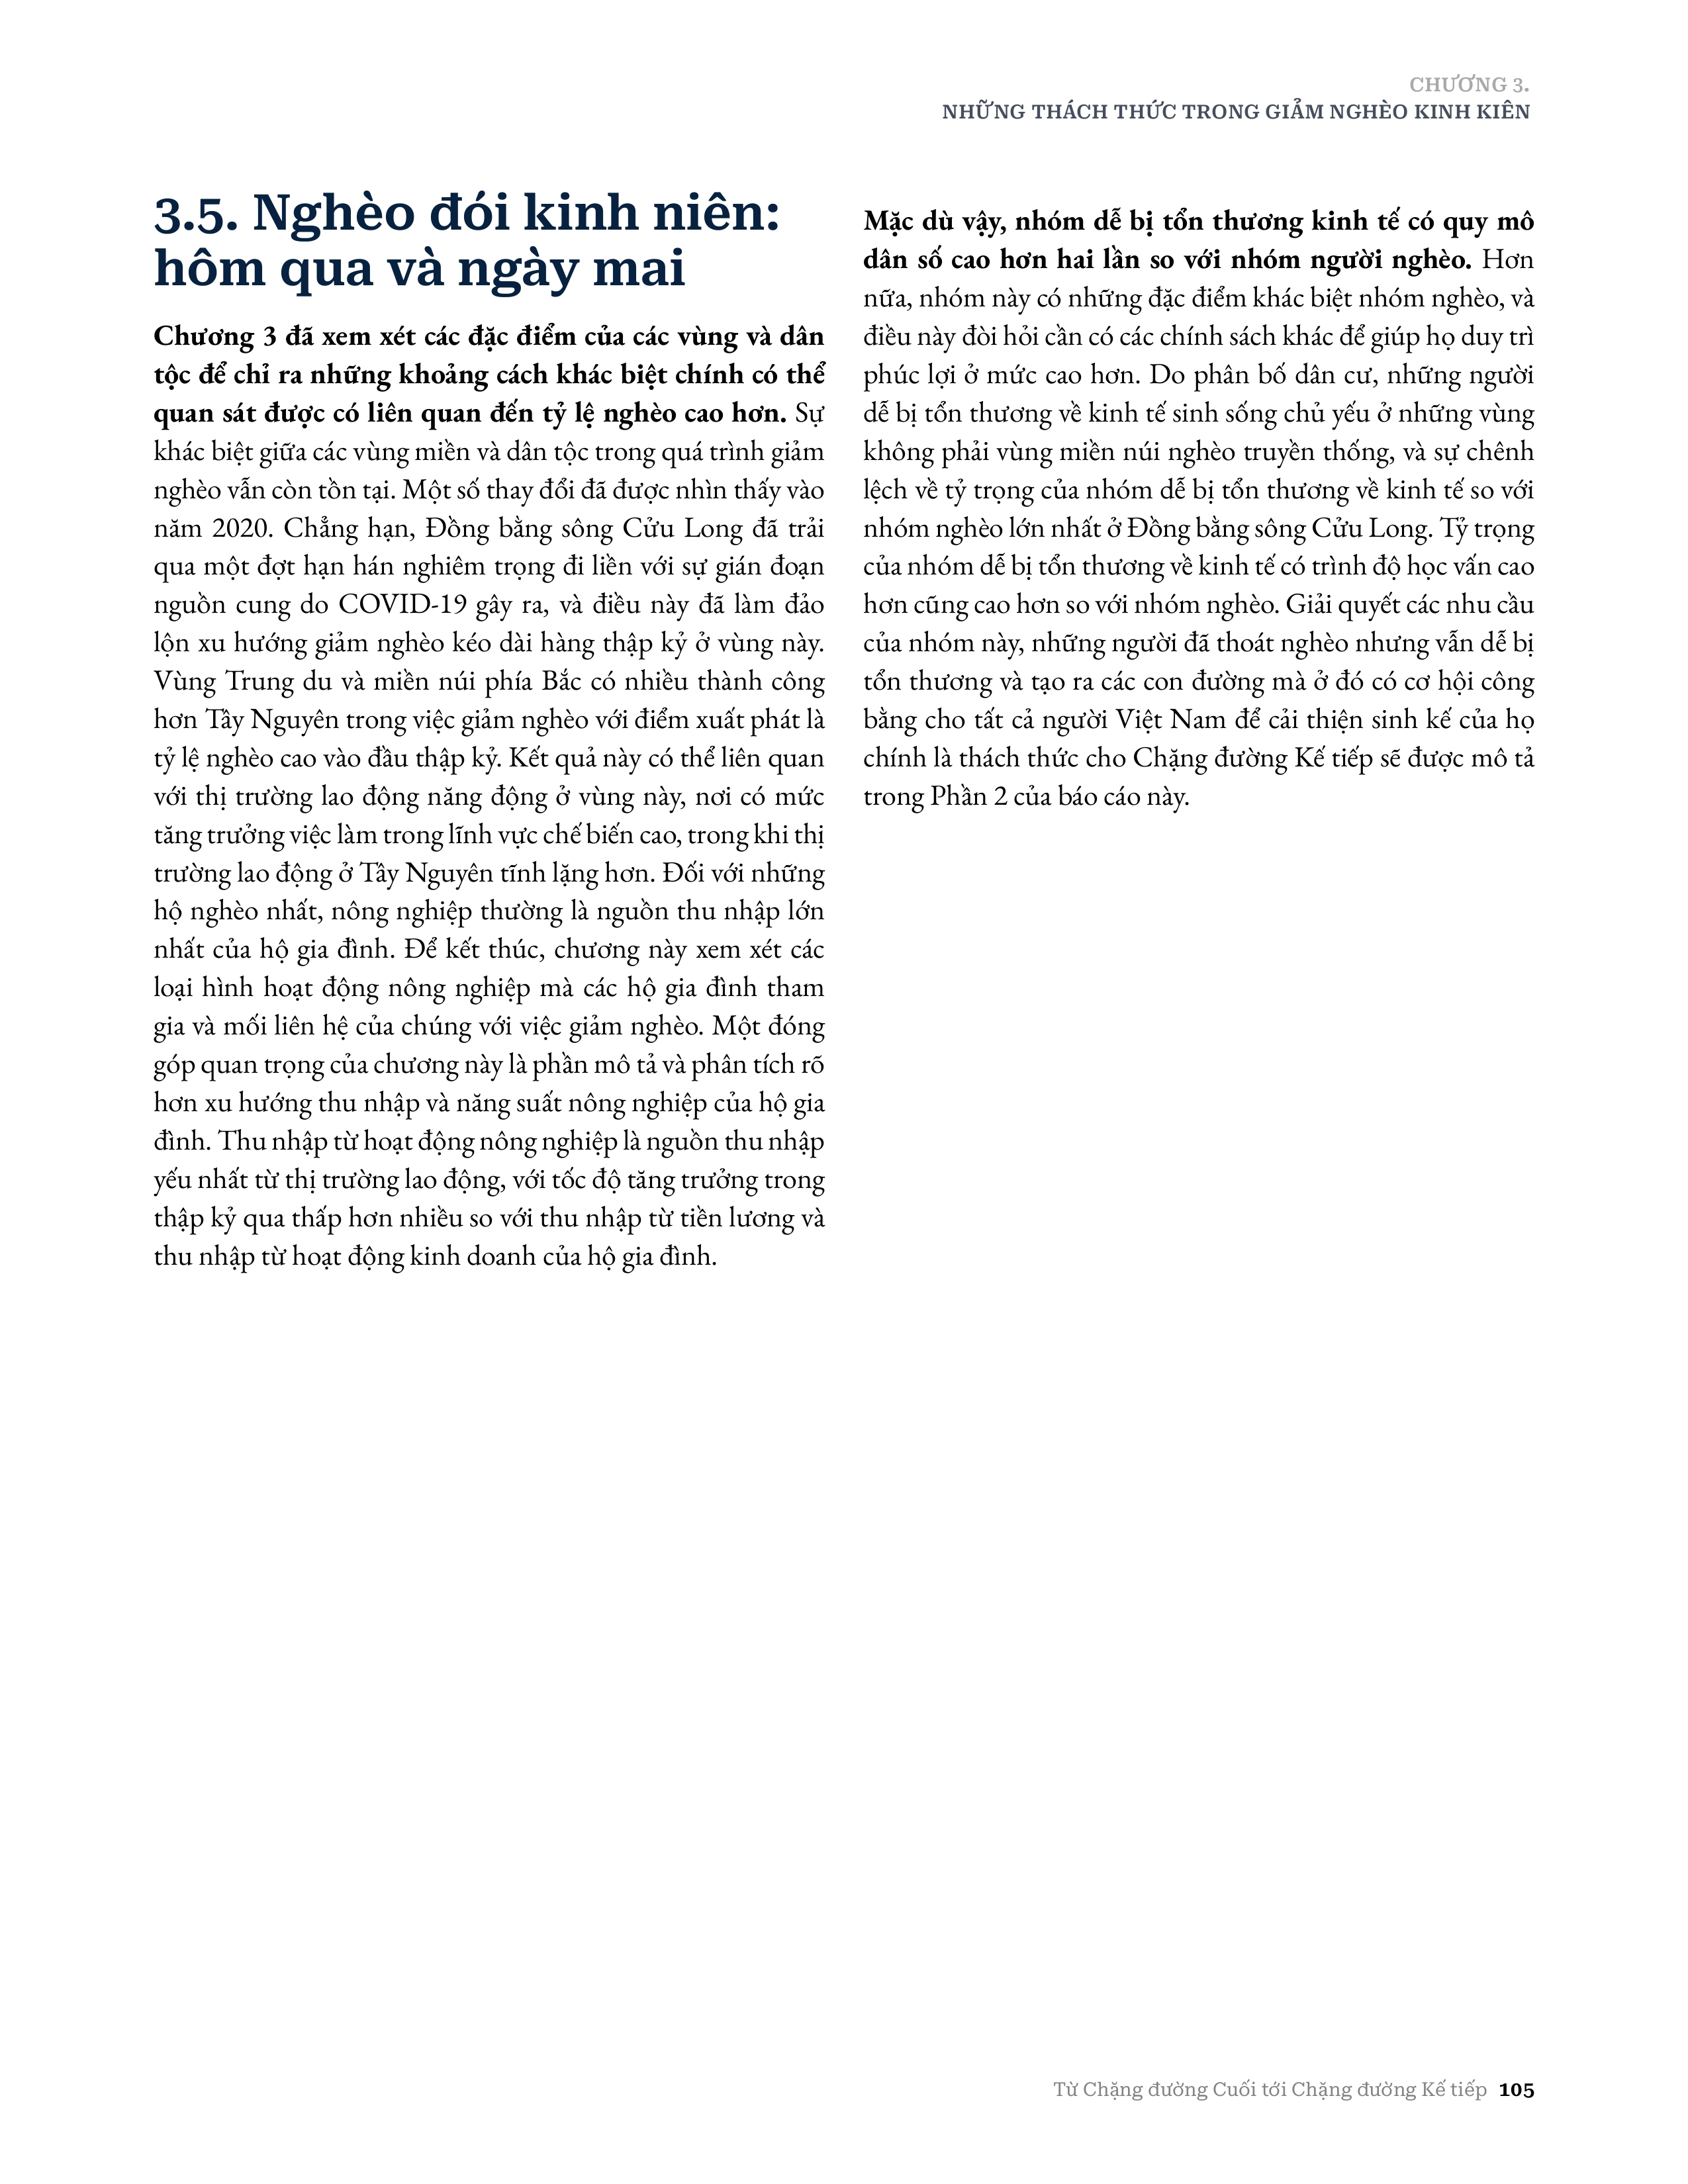 CHƯƠNG 3.
NHỮNG THÁCH THỨC TRONG GIẢM NGHÈO KINH KIÊN
3.5. Nghèo đói kinh niên:
hôm qua và ngày mai
Chương 3 đã xem xét các đặc điểm của các vùng và dân
tộc để chỉ ra những khoảng cách khác biệt chính có thể
quan sát được có liên quan đến tỷ lệ nghèo cao hơn. Sự
khác biệt giữa các vùng miền và dân tộc trong quá trình giảm
nghèo vẫn còn tồn tại. Một số thay đổi đã được nhìn thấy vào
năm 2020. Chẳng hạn, Đồng bằng sông Cửu Long đã trải
qua một đợt hạn hán nghiêm trọng đi liền với sự gián đoạn
nguồn cung do COVID-19 gây ra, và điều này đã làm đảo
lộn xu hướng giảm nghèo kéo dài hàng thập kỷ ở vùng này.
Vùng Trung du và miền núi phía Bắc có nhiều thành công
hơn Tây Nguyên trong việc giảm nghèo với điểm xuất phát là
tỷ lệ nghèo cao vào đầu thập kỷ. Kết quả này có thể liên quan
với thị trường lao động năng động ở vùng này, nơi có mức
tăng trưởng việc làm trong lĩnh vực chế biến cao, trong khi thị
trường lao động ở Tây Nguyên tĩnh lặng hơn. Đối với những
hộ nghèo nhất, nông nghiệp thường là nguồn thu nhập lớn
nhất của hộ gia đình. Để kết thúc, chương này xem xét các
loại hình hoạt động nông nghiệp mà các hộ gia đình tham
gia và mối liên hệ của chúng với việc giảm nghèo. Một đóng
góp quan trọng của chương này là phần mô tả và phân tích rõ
hơn xu hướng thu nhập và năng suất nông nghiệp của hộ gia
đình. Thu nhập từ hoạt động nông nghiệp là nguồn thu nhập
yếu nhất từ thị trường lao động, với tốc độ tăng trưởng trong
thập kỷ qua thấp hơn nhiều so với thu nhập từ tiền lương và
thu nhập từ hoạt động kinh doanh của hộ gia đình.
Mặc dù vậy, nhóm dễ bị tổn thương kinh tế có quy mô
dân số cao hơn hai lần so với nhóm người nghèo. Hơn
nữa, nhóm này có những đặc điểm khác biệt nhóm nghèo, và
điều này đòi hỏi cần có các chính sách khác để giúp họ duy trì
phúc lợi ở mức cao hơn. Do phân bố dân cư, những người
dễ bị tổn thương về kinh tế sinh sống chủ yếu ở những vùng
không phải vùng miền núi nghèo truyền thống, và sự chênh
lệch về tỷ trọng của nhóm dễ bị tổn thương về kinh tế so với
nhóm nghèo lớn nhất ở Đồng bằng sông Cửu Long. Tỷ trọng
của nhóm dễ bị tổn thương về kinh tế có trình độ học vấn cao
hơn cũng cao hơn so với nhóm nghèo. Giải quyết các nhu cầu
của nhóm này, những người đã thoát nghèo nhưng vẫn dễ bị
tổn thương và tạo ra các con đường mà ở đó có cơ hội công
bằng cho tất cả người Việt Nam để cải thiện sinh kế của họ
chính là thách thức cho Chặng đường Kế tiếp sẽ được mô tả
trong Phần 2 của báo cáo này.
Từ Chặng đường Cuối tới Chặng đường Kế tiếp 105